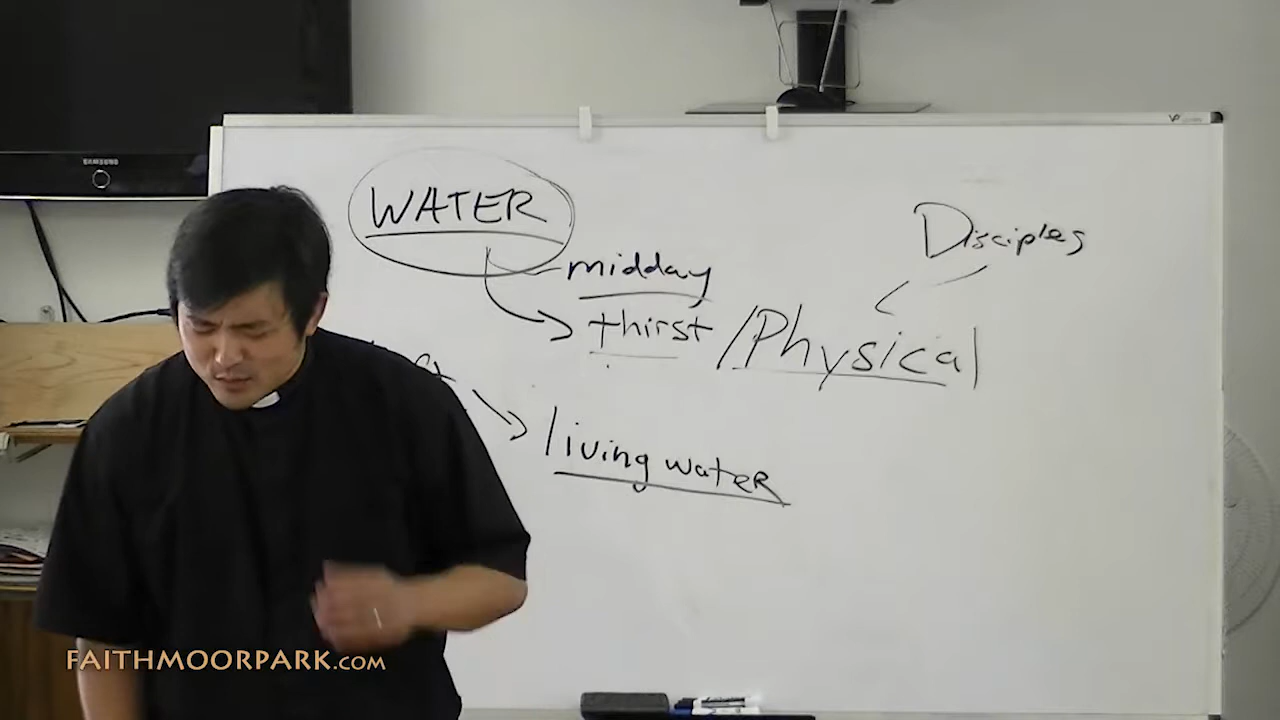 SAMSUNG
WATER
midday
thirst / Physical
Disciples
living water
FAITHMOORPARK.COM